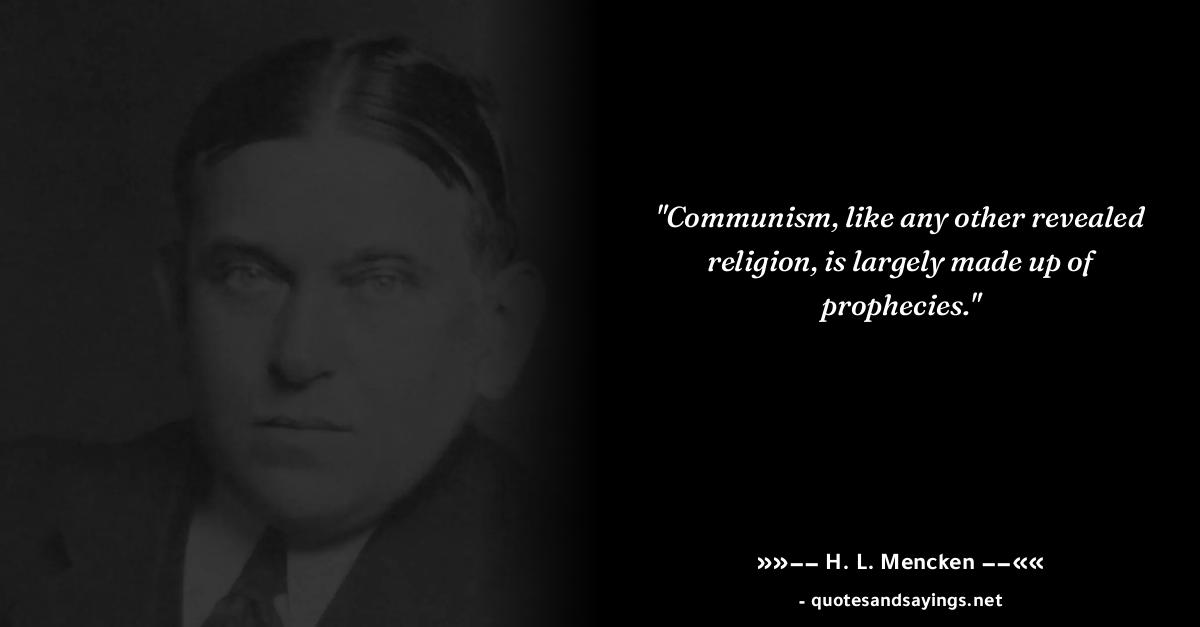 "Communism, like any other revealed
religion, is largely made up of
prophecies."
»»–– H. L. Mencken ––««
- quotesandsayings.net